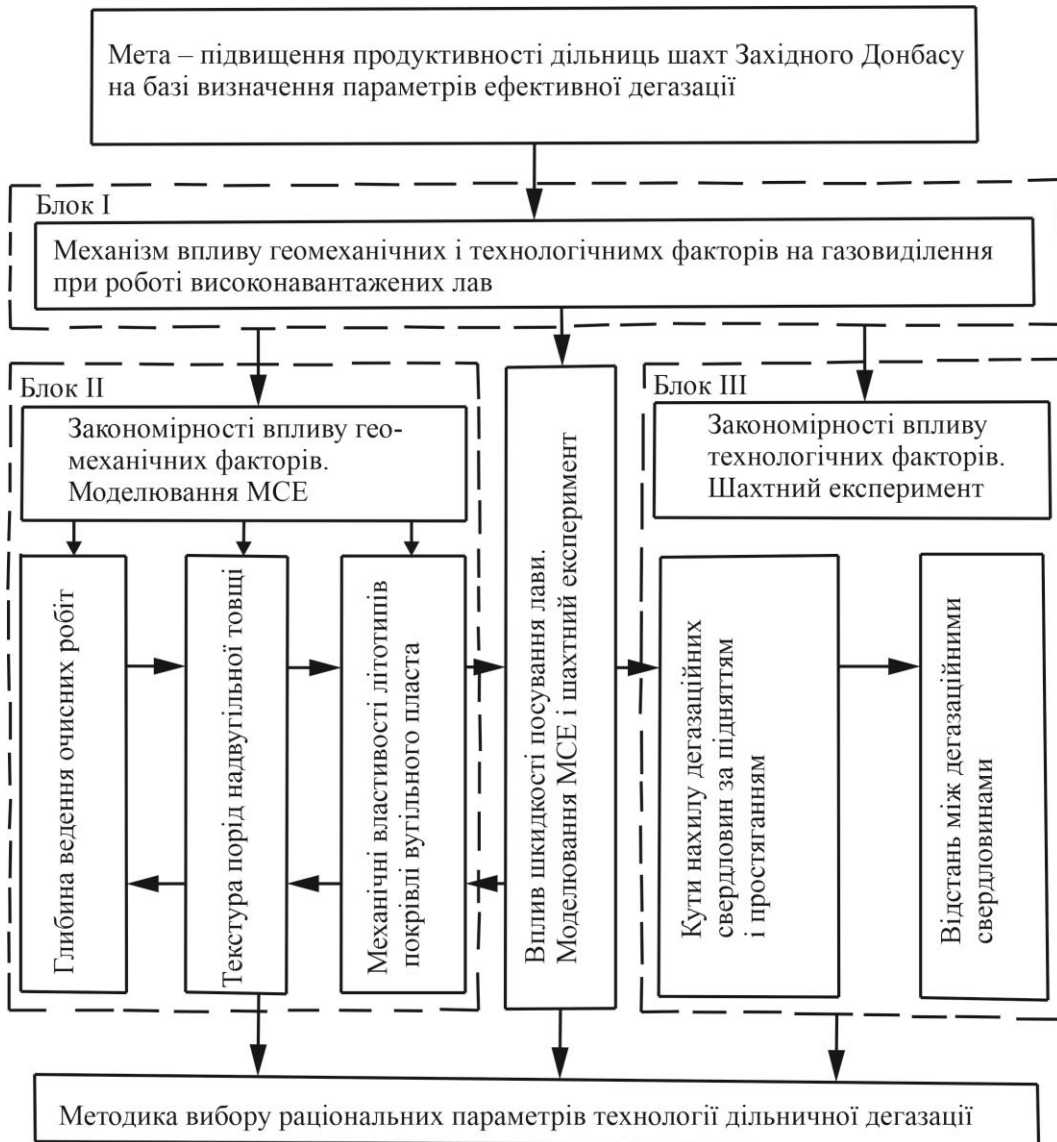 Мета – підвищення продуктивності дільниць шахт Західного Донбасу
на базі визначення параметрів ефективної дегазації
Блок I
Механізм впливу геомеханічних і технологічнимх факторів на газовиділення
при роботі високонавантажених лав
Блок II
Закономірності впливу гео-
механічних факторів.
Моделювання МСЕ
Глибина ведення очисних робіт
Текстура порід надвугільної товщі
Механічні властивості літотипів
покрівлі вугільного пласта
Вплив шкидкості посування лави.
Моделювання МСЕ і шахтний експеримент
Блок III
Закономірності впливу
технологічних факторів.
Шахтний експеримент
Кути нахилу дегазаційних
свердловин за підняттям
і простяганням
Відстань між дегазаційними
свердловинами
Методика вибору раціональних параметрів технології дільничної дегазації